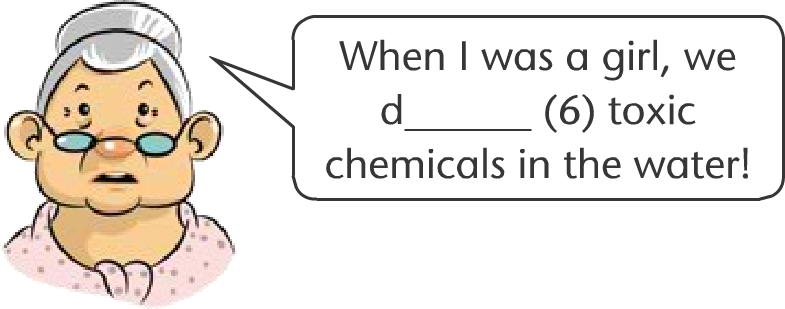 When I was a girl, we
d______ (6) toxic
chemicals in the water!